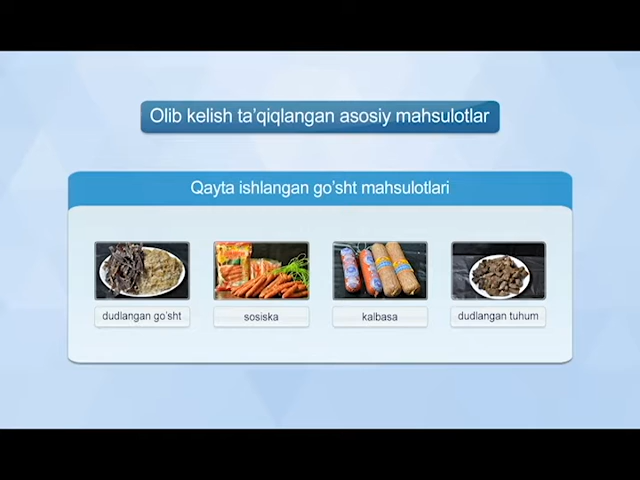 Olib kelish ta'qiqlangan asosiy mahsulotlar
Qayta ishlangan go'sht mahsulotlari
dudlangan go'sht
sosiska
kalbasa
dudlangan tuhum